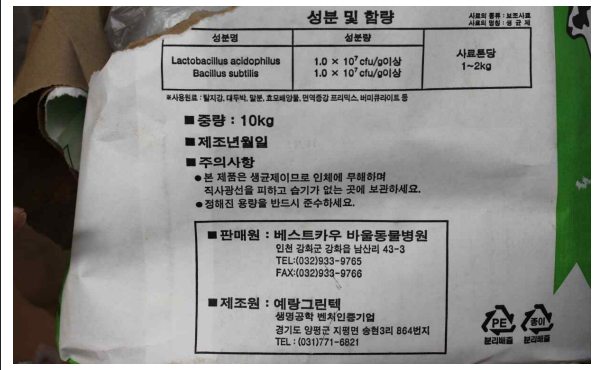 성분 및 함량
사료의 종류 : 보조사료
사료의 명칭 : 생 균 제
성분명
성분량
사료톤당
1~2kg
Lactobacillus acidophilus
1.0 × 10⁷cfu/g이상
Bacillus subtilis
1.0 × 10⁷cfu/g이상
※사용원료 : 탈지강, 대두박, 말분, 효모배양물, 면역증강 프리믹스, 버미큐라이트 등
■중량 : 10kg
■제조년월일
■주의사항
●본 제품은 생균제이므로 인체에 무해하며
직사광선을 피하고 습기가 없는 곳에 보관하세요.
●정해진 용량을 반드시 준수하세요.
■판매원 : 베스트카우 바울동물병원
인천 강화군 강화읍 남산리 43-3
TEL:(032)933-9765
FAX:(032)933-9766
■제조원 : 예랑그린텍
생명공학 벤처인증기업
경기도 양평군 지평면 송현3리 864번지
TEL : (031)771-6821
PE
분리배출
종이
분리배출